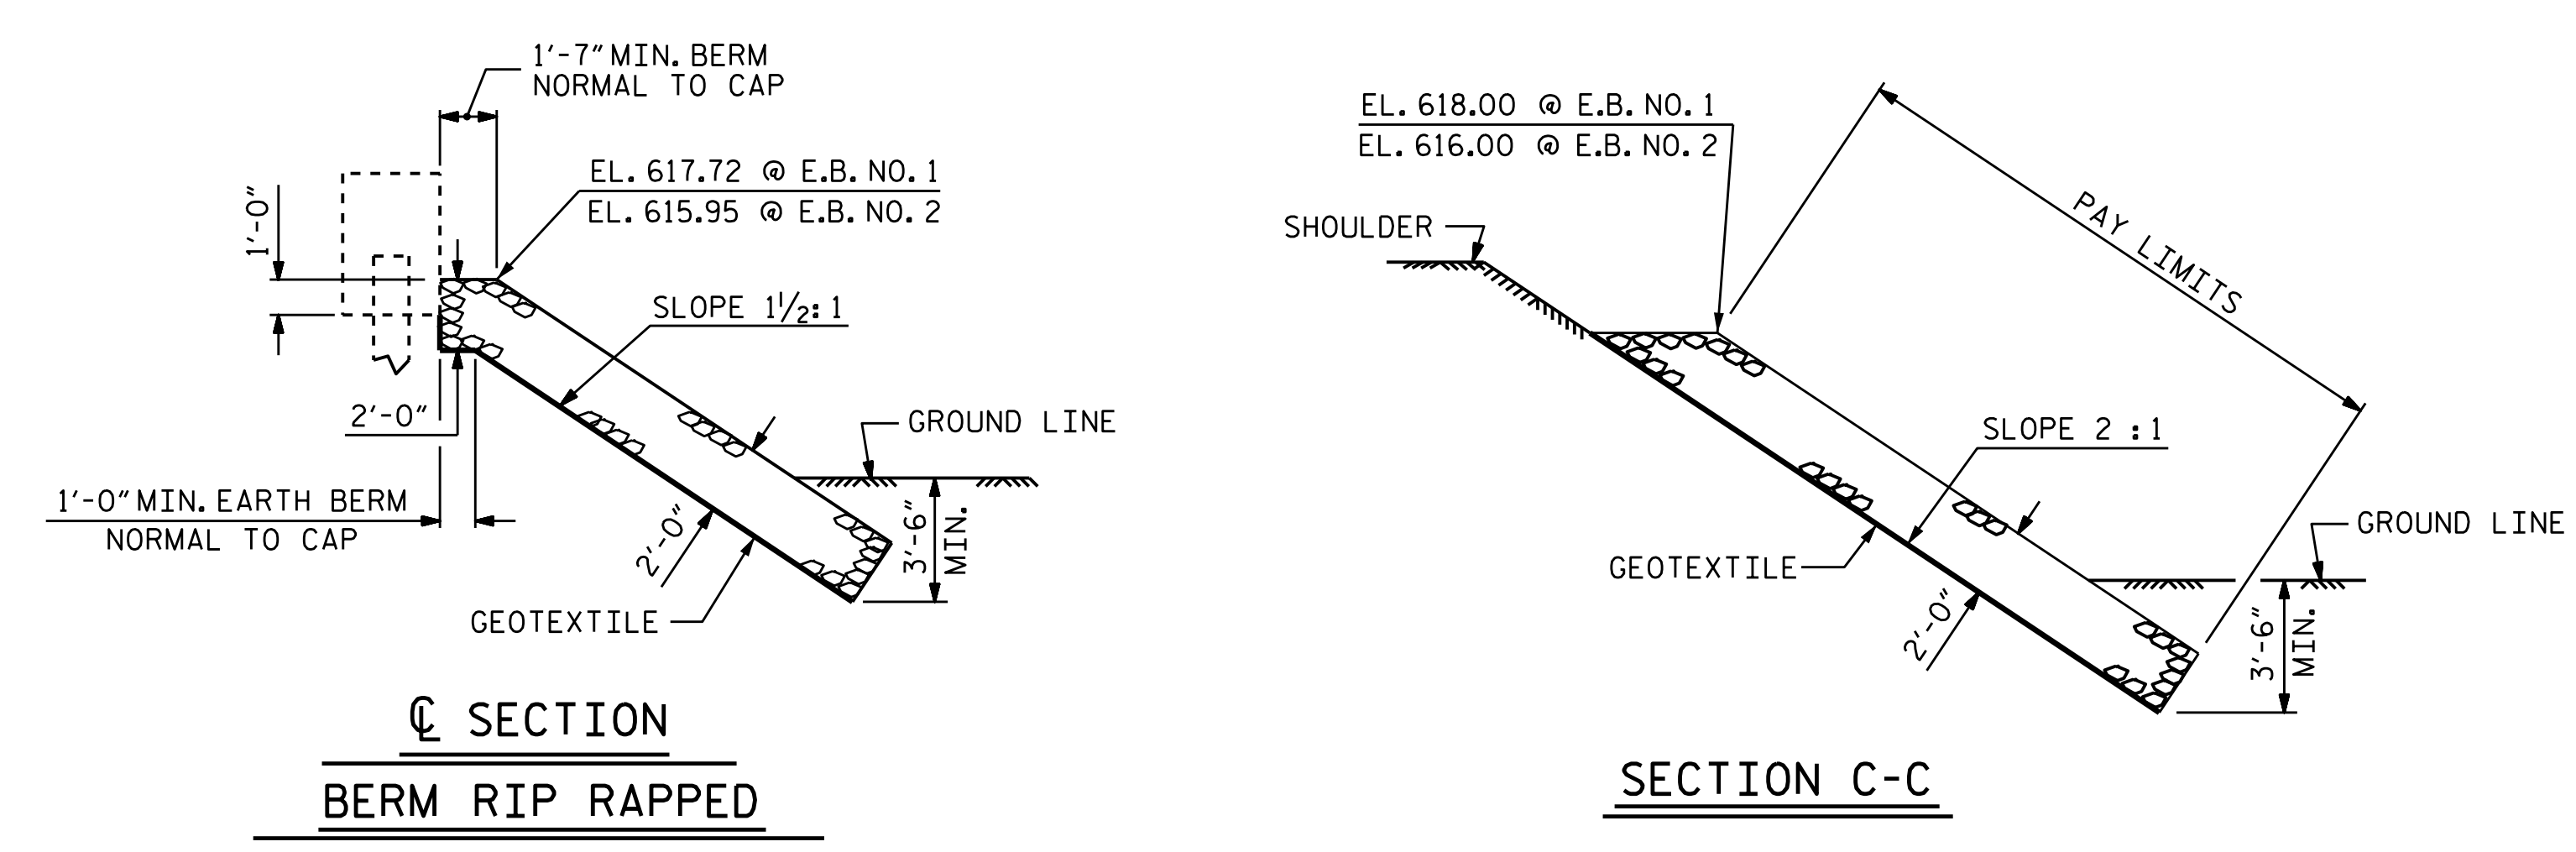 1'-7" MIN. BERM
NORMAL TO CAP
EL. 617.72 @ E.B. NO. 1
EL. 615.95 @ E.B. NO. 2
1'-0"
SLOPE 1 1/2 : 1
2'-0"
GROUND LINE
1'-0" MIN. EARTH BERM
NORMAL TO CAP
2'-0"
3'-6"
MIN.
GEOTEXTILE
℄ SECTION
BERM RIP RAPPED
EL. 618.00 @ E.B. NO. 1
EL. 616.00 @ E.B. NO. 2
SHOULDER
PAY LIMITS
SLOPE 2 : 1
GROUND LINE
GEOTEXTILE
2'-0"
3'-6"
MIN.
SECTION C-C